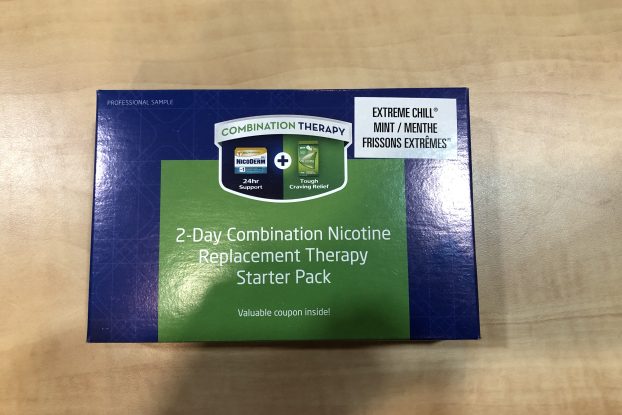 PROFESSIONAL SAMPLE
EXTREME CHILL®
MINT / MENTHE
FRISSONS EXTRÊMES®
COMBINATION THERAPY
NICODERM
+
24hr
Support
Tough
Craving Relief
2-Day Combination Nicotine
Replacement Therapy
Starter Pack
Valuable coupon inside!